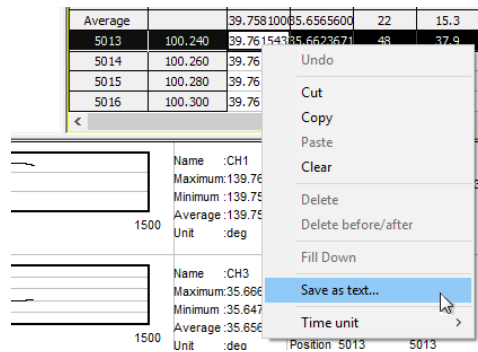 Average 39.758100 35.6565600 22 15.3
5013 100.240 39.761543 35.6623671 48 37.9
5014 100.260 39.76
5015 100.280 39.76
5016 100.300 39.76
Undo
Cut
Copy
Paste
Clear
Delete
Delete before/after
Fill Down
Save as text...
Time unit
1500
Name :CH1
Maximum:139.76
Minimum :139.75
Average :139.75
Unit :deg
1500
Name :CH3
Maximum:35.666
Minimum :35.647
Average :35.656
Unit :deg
Position 5013 5013